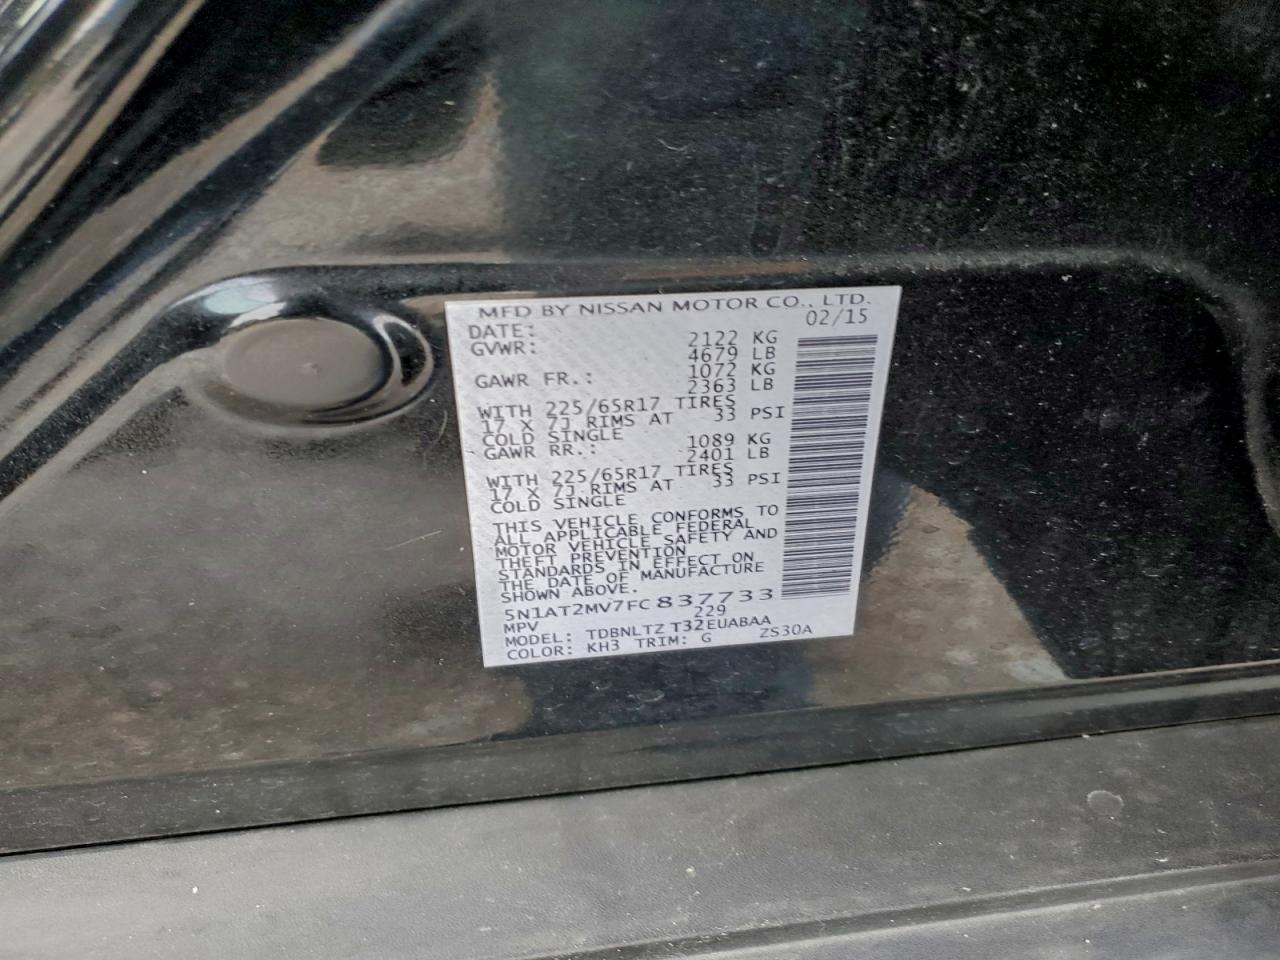 MFD BY NISSAN MOTOR CO., LTD.
DATE: 02/15
GVWR: 2122 KG
4679 LB
GAWR FR.: 1072 KG
2363 LB
WITH 225/65R17 TIRES
17 X 7J RIMS AT 33 PSI
COLD SINGLE
GAWR RR.: 1089 KG
2401 LB
WITH 225/65R17 TIRES
17 X 7J RIMS AT 33 PSI
COLD SINGLE
THIS VEHICLE CONFORMS TO
ALL APPLICABLE FEDERAL
MOTOR VEHICLE SAFETY AND
THEFT PREVENTION
STANDARDS IN EFFECT ON
THE DATE OF MANUFACTURE
SHOWN ABOVE.
5N1AT2MV7FC837733
MPV 229
MODEL: TDBNLTZ T32EUABAA
COLOR: KH3 TRIM: G ZS30A